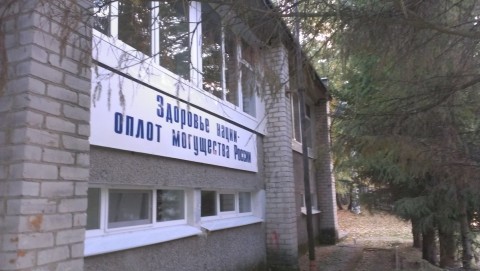 Здоровье нации-
оплот могущества России